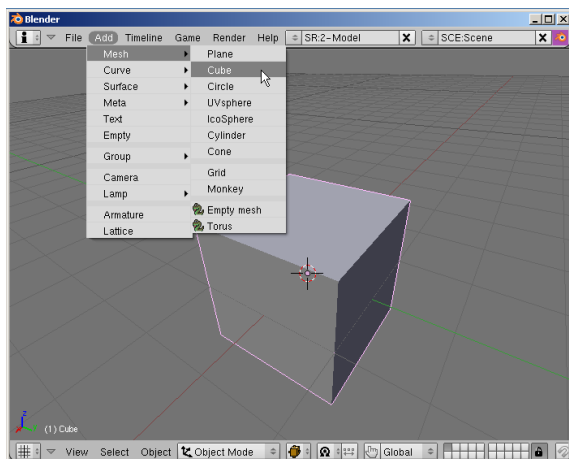 Blender
File Add Timeline Game Render Help SR:2-Model X SCE:Scene X
Mesh
Curve
Surface
Meta
Text
Empty
Group
Camera
Lamp
Armature
Lattice
Plane
Cube
Circle
UVsphere
IcoSphere
Cylinder
Cone
Grid
Monkey
Empty mesh
Torus
z
(1) Cube
View Select Object Object Mode Global